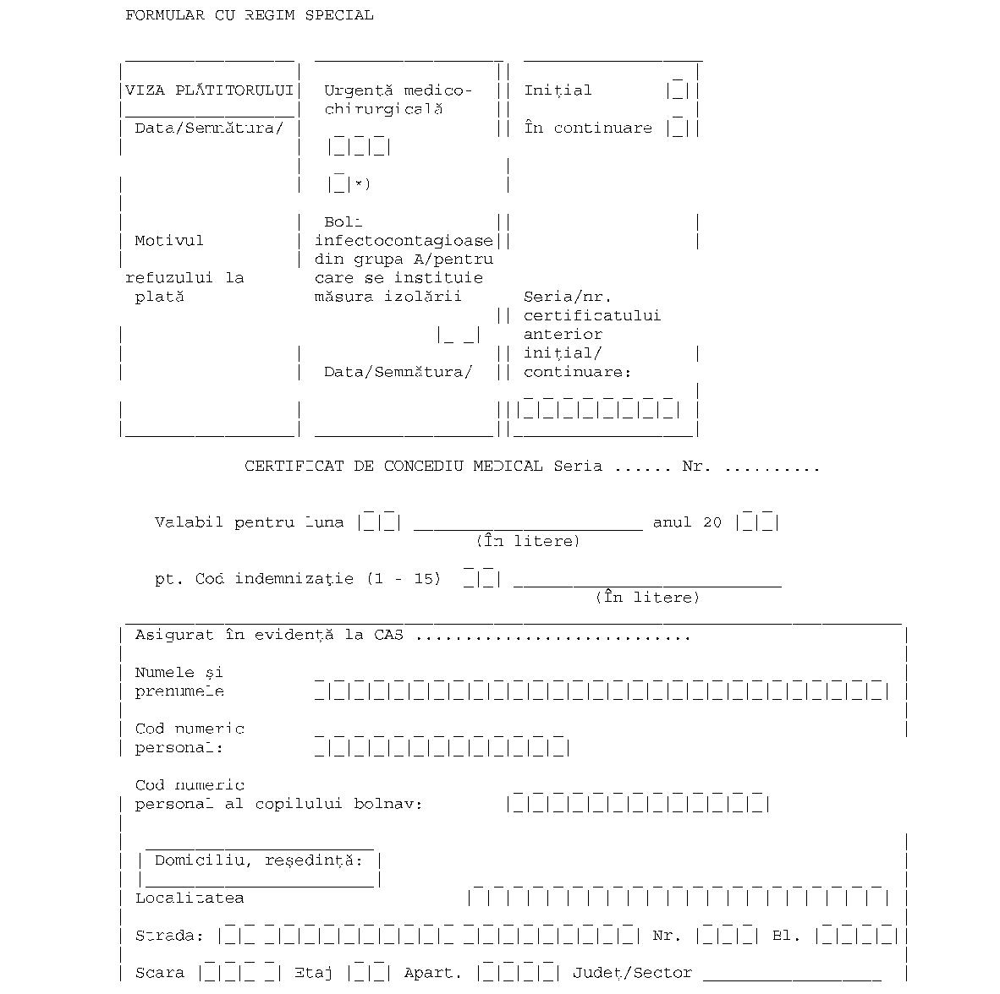 FORMULAR CU REGIM SPECIAL
VIZA PLĂTITORULUI Urgență medico- Inițial |_|
chirurgicală
Data/Semnătura/ În continuare |_|
|_|_|_|
|_|*)
Boli
Motivul infectocontagioase
din grupa A/pentru
refuzului la care se instituie
plată măsura izolării Seria/nr.
certificatului
|_ _| anterior
inițial/
Data/Semnătura/ continuare:
|_|_|_|_|_|_|_|_|
CERTIFICAT DE CONCEDIU MEDICAL Seria ...... Nr. ..........
Valabil pentru luna |_|_| _______________________ anul 20 |_|_|
(În litere)
pt. Cod indemnizaţie (1 - 15) _|_| ___________________________
(În litere)
Asigurat în evidență la CAS ............................
Numele și
prenumele _|_|_|_|_|_|_|_|_|_|_|_|_|_|_|_|_|_|_|_|_|_|_|_|_|_|_|_|_|
Cod numeric
personal: _|_|_|_|_|_|_|_|_|_|_|_|_|
Cod numeric
personal al copilului bolnav: |_|_|_|_|_|_|_|_|_|_|_|_|_|
Domiciliu, reşedință:
Localitatea | | | | | | | | | | | | | | | | | | | | | |
Strada: |_|_ _|_|_|_|_|_|_|_|_|_ _|_|_|_|_|_|_|_|_| Nr. |_|_|_| Bl. |_|_|_|_|
Scara |_|_|_ _| Etaj |_|_| Apart. |_|_|_|_| Județ/Sector __________________